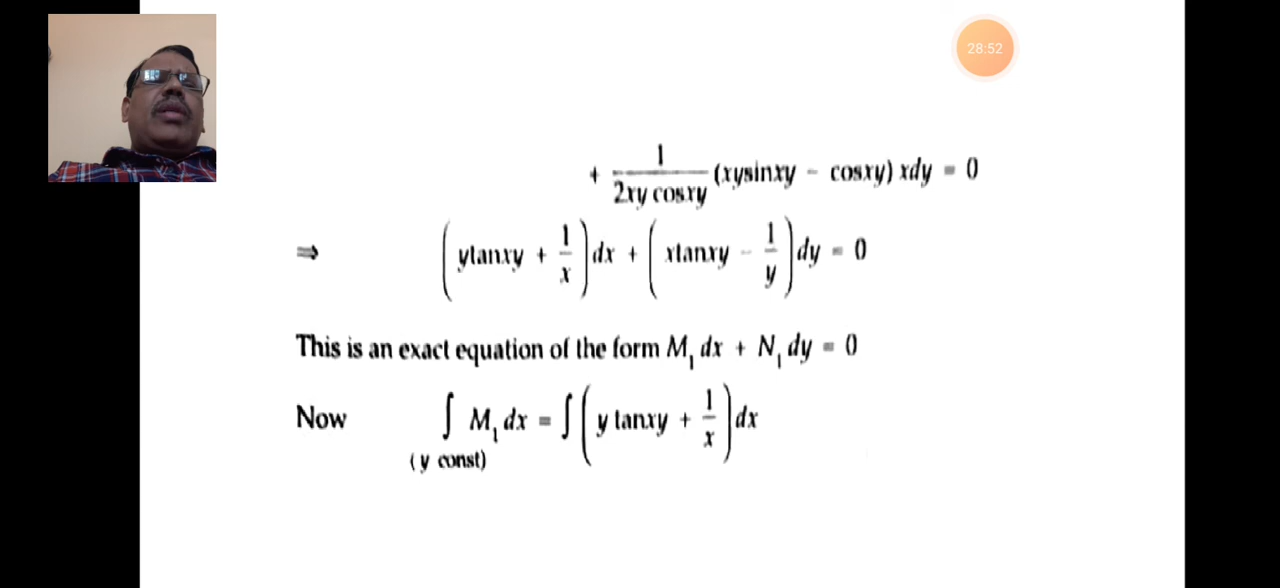 28:52
+ 1/(2xy cosxy) (xysinxy - cosxy) xdy = 0
⇒ (ytanxy + 1/x) dx + (xtanxy - 1/y) dy = 0
This is an exact equation of the form M₁ dx + N₁ dy = 0
Now ∫ M₁ dx = ∫ (y tanxy + 1/x) dx
(y const)